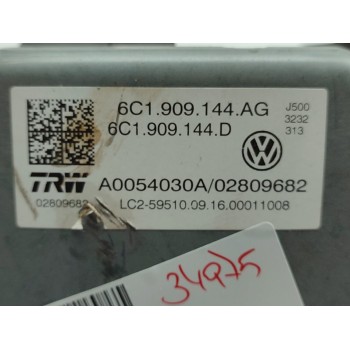 6C1.909.144.AG
J500
6C1.909.144.D
3232
313
TRW
A0054030A/02809682
02809682
LC2-59510.09.16.00011008
34975